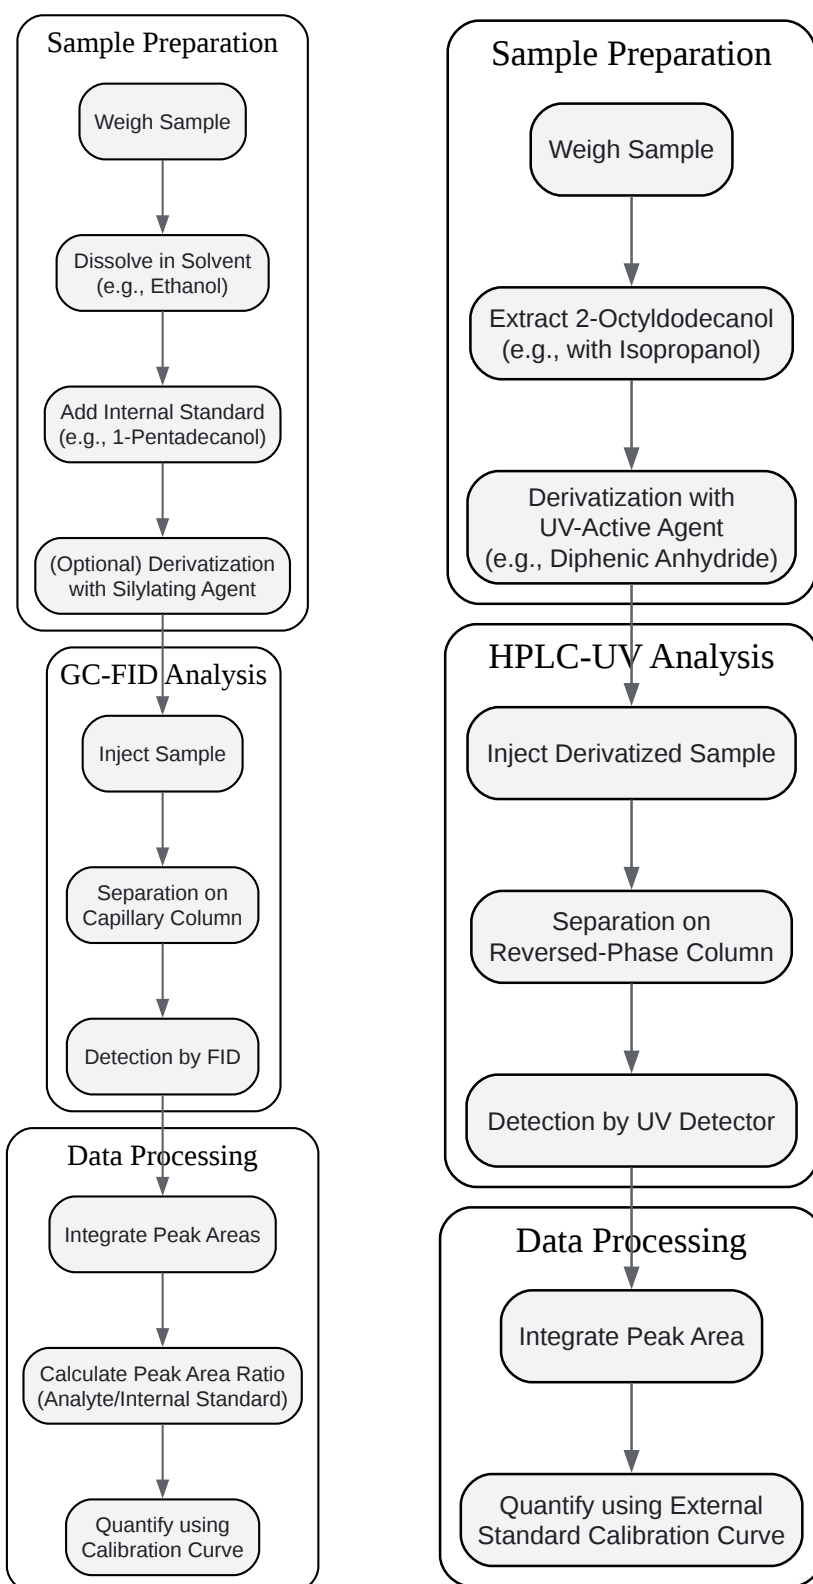 Sample Preparation
Weigh Sample
Dissolve in Solvent
(e.g., Ethanol)
Add Internal Standard
(e.g., 1-Pentadecanol)
(Optional) Derivatization
with Silylating Agent
GC-FID Analysis
Inject Sample
Separation on
Capillary Column
Detection by FID
Data Processing
Integrate Peak Areas
Calculate Peak Area Ratio
(Analyte/Internal Standard)
Quantify using
Calibration Curve
Sample Preparation
Weigh Sample
Extract 2-Octyldodecanol
(e.g., with Isopropanol)
Derivatization with
UV-Active Agent
(e.g., Diphenic Anhydride)
HPLC-UV Analysis
Inject Derivatized Sample
Separation on
Reversed-Phase Column
Detection by UV Detector
Data Processing
Integrate Peak Area
Quantify using External
Standard Calibration Curve